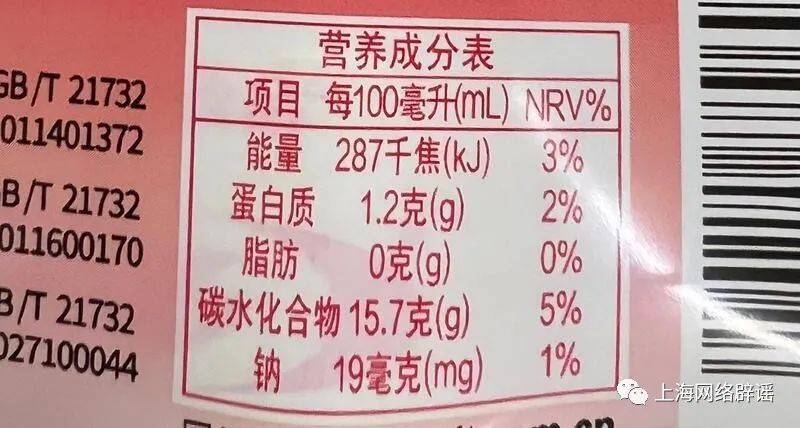 营养成分表
项目 每100毫升(mL) NRV%
能量 287千焦(kJ) 3%
蛋白质 1.2克(g) 2%
脂肪 0克(g) 0%
碳水化合物 15.7克(g) 5%
钠 19毫克(mg) 1%
GB/T 21732
011401372
GB/T 21732
011600170
B/T 21732
027100044
上海网络辟谣